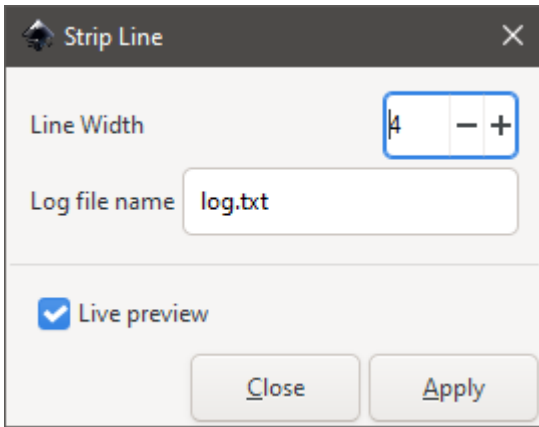 Strip Line
Line Width 4
Log file name log.txt
Live preview
Close Apply